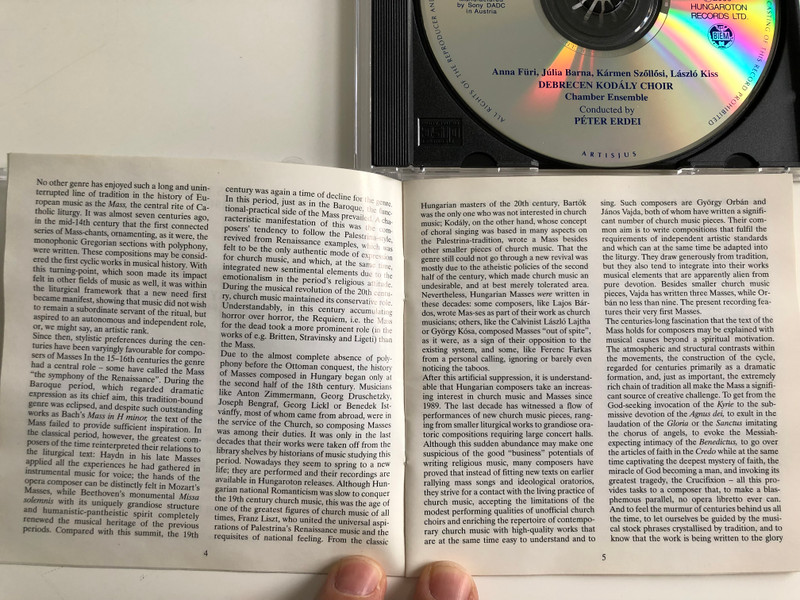 by Sony DADC
in Austria
HUNGAROTON
RECORDS LTD.
BIEM
ALL RIGHTS OF THE REPRODUCER AND
CASTING OF THIS RECORD PROHIBITED
Anna Füri, Júlia Barna, Kármen Szőllősi, László Kiss
DEBRECEN KODÁLY CHOIR
Chamber Ensemble
Conducted by
PÉTER ERDEI
ARTISJUS
No other genre has enjoyed such a long and unin-
terrupted line of tradition in the history of Eu-
ropean music as the Mass, the central rite of Ca-
tholic liturgy. It was almost seven centuries ago,
in the mid-14th century that the first connected
series of Mass-chants, ornamenting, as it were, the
monophonic Gregorian sections with polyphony,
were written. These compositions may be consid-
ered the first cyclic works in musical history. With
this turning-point, which soon made its impact
felt in other fields of music as well, it was within
the liturgical framework that a new need first
became manifest, showing that music did not wish
to remain a subordinate servant of the ritual, but
aspired to an autonomous and independent role,
or, we might say, an artistic rank.
Since then, stylistic preferences during the cen-
turies have been varyingly favourable for compo-
sers of Masses In the 15–16th centuries the genre
had a central role – some have called the Mass
"the symphony of the Renaissance". During the
Baroque period, which regarded dramatic
expression as its chief aim, this tradition-bound
genre was eclipsed, and despite such outstanding
works as Bach's Mass in H minor, the text of the
Mass failed to provide sufficient inspiration. In
the classical period, however, the greatest com-
posers of the time reinterpreted their relations to
the liturgical text: Haydn in his late Masses
applied all the experiences he had gathered in
instrumental music for voice; the hands of the
opera composer can be distinctly felt in Mozart's
Masses, while Beethoven's monumental Missa
solemnis with its uniquely grandiose structure
and humanistic-pantheistic spirit completely
renewed the musical heritage of the previous
periods. Compared with this summit, the 19th
century was again a time of decline for the genre.
In this period, just as in the Baroque, the func-
tional-practical side of the Mass prevailed. A cha-
racteristic manifestation of this was the com-
posers' tendency to follow the Palestrina-style,
revived from Renaissance examples, which was
felt to be the only authentic mode of expression
for church music, and which, at the same time,
integrated new sentimental elements due to the
emotionalism in the period's religious attitude.
During the musical revolution of the 20th centu-
ry, church music maintained its conservative role.
Understandably, in this century accumulating
horror over horror, the Requiem, i.e. the Mass
for the dead took a more prominent role (in the
works of e.g. Britten, Stravinsky and Ligeti) than
the Mass.
Due to the almost complete absence of poly-
phony before the Ottoman conquest, the history
of Masses composed in Hungary began only at
the second half of the 18th century. Musicians
like Anton Zimmermann, Georg Druschetzky,
Joseph Bengraf, Georg Lickl or Benedek Ist-
vánffy, most of whom came from abroad, were in
the service of the Church, so composing Masses
was among their duties. It was only in the last
decades that their works were taken off from the
library shelves by historians of music studying this
period. Nowadays they seem to spring to a new
life; they are performed and their recordings are
available in Hungaroton releases. Although Hun-
garian national Romanticism was slow to conquer
the 19th century church music, this was the age of
one of the greatest figures of church music of all
times, Franz Liszt, who united the universal aspi-
rations of Palestrina's Renaissance music and the
requisites of national feeling. From the classic
4
Hungarian masters of the 20th century, Bartók
was the only one who was not interested in church
music; Kodály, on the other hand, whose concept
of choral singing was based in many aspects on
the Palestrina-tradition, wrote a Mass besides
other smaller pieces of church music. That the
genre still could not go through a new revival was
mostly due to the atheistic policies of the second
half of the century, which made church music an
undesirable, and at best merely tolerated area.
Nevertheless, Hungarian Masses were written in
these decades: some composers, like Lajos Bár-
dos, wrote Mas-ses as part of their work as church
musicians; others, like the Calvinist László Lajtha
or György Kósa, composed Masses "out of spite",
as it were, as a sign of their opposition to the
existing system, and some, like Ferenc Farkas
from a personal calling, ignoring or barely even
noticing the taboos.
After this artificial suppression, it is understand-
able that Hungarian composers take an increas-
ing interest in church music and Masses since
1989. The last decade has witnessed a flow of
performances of new church music pieces, rang-
ing from smaller liturgical works to grandiose ora-
toric compositions requiring large concert halls.
Although this sudden abundance may make one
suspicious of the good "business" potentials of
writing religious music, many composers have
proved that instead of fitting new texts on earlier
rallying mass songs and ideological oratorios,
they strive for a contact with the living practice of
church music, accepting the limitations of the
modest performing qualities of unofficial church
choirs and enriching the repertoire of contempo-
rary church music with high-quality works that
are at the same time easy to understand and to
sing. Such composers are György Orbán and
János Vajda, both of whom have written a signifi-
cant number of church music pieces. Their com-
mon aim is to write compositions that fulfil the
requirements of independent artistic standards
and which can at the same time be adapted into
the liturgy. They draw generously from tradition,
but they also tend to integrate into their works
musical elements that are apparently alien from
pure devotion. Besides smaller church music
pieces, Vajda has written three Masses, while Or-
bán no less than nine. The present recording fea-
tures their very first Masses.
The centuries-long fascination that the text of the
Mass holds for composers may be explained with
musical causes beyond a spiritual motivation.
The atmospheric and structural contrasts within
the movements, the construction of the cycle,
regarded for centuries primarily as a dramatic
formation, and, just as important, the extremely
rich chain of tradition all make the Mass a signifi-
cant source of creative challenge. To get from the
God-seeking invocation of the Kyrie to the sub-
missive devotion of the Agnus dei, to exult in the
laudation of the Gloria or the Sanctus imitating
the chorus of angels, to evoke the Messiah-
expecting intimacy of the Benedictus, to go over
the articles of faith in the Credo while at the same
time captivating the deepest mystery of faith, the
miracle of God becoming a man, and invoking its
greatest tragedy, the Crucifixion – all this pro-
vides tasks to a composer that, to make a blas-
phemous parallel, no opera libretto ever can.
And to feel the murmur of centuries behind us all
the time, to let ourselves be guided by the musi-
cal stock phrases crystallised by tradition, and to
know that the work is being written to the glory
5